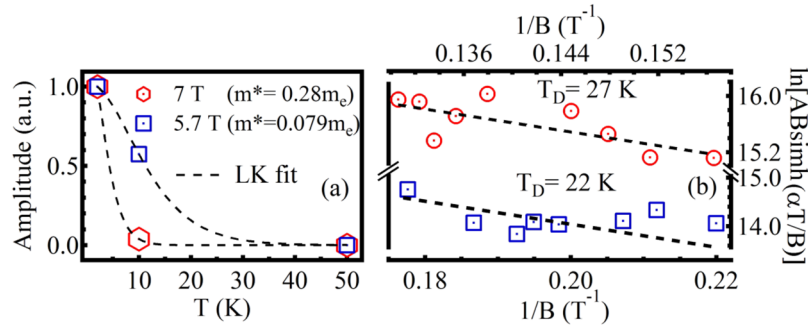 1/B (T⁻¹)
0.136 0.144 0.152
Amplitude (a.u.)
1.0
0.5
0.0
7 T (m*= 0.28mₑ)
5.7 T (m*=0.079mₑ)
LK fit
(a)
10 20 30 40 50
T (K)
T_D= 27 K
T_D= 22 K
(b)
16.0
15.2
15.0
14.0
ln[ABsimh(αT/B)]
0.18 0.20 0.22
1/B (T⁻¹)